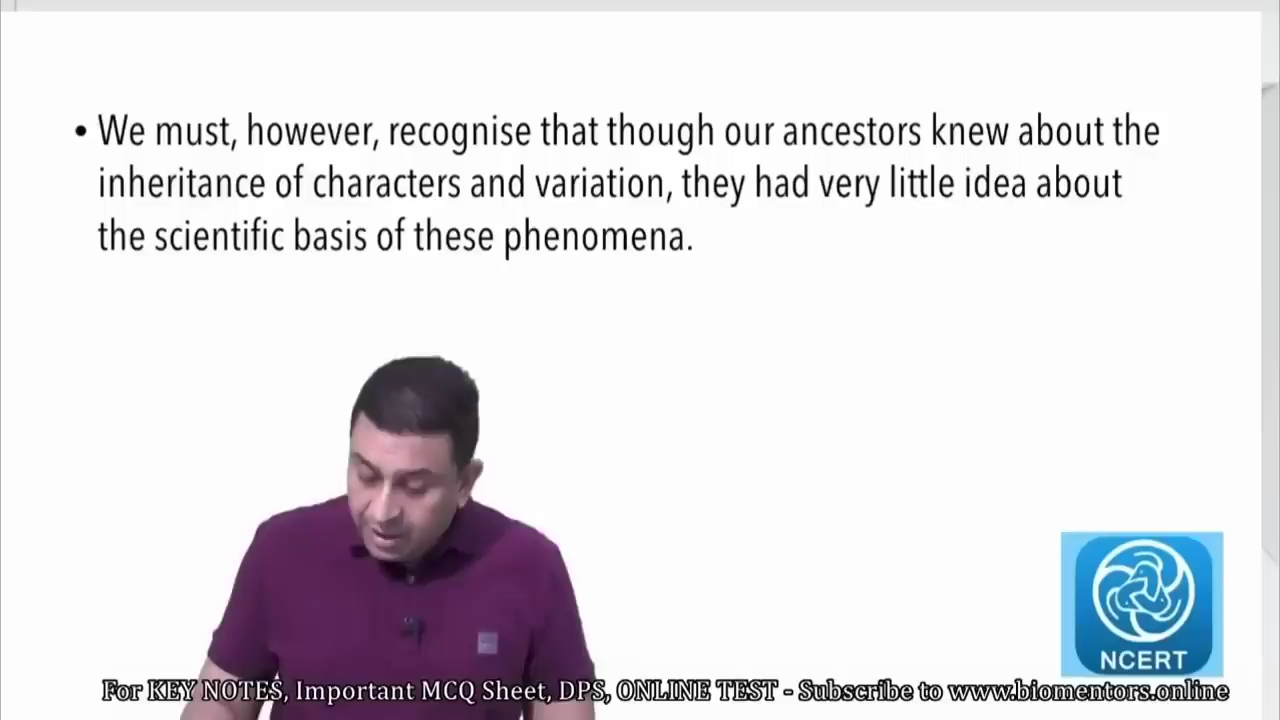 • We must, however, recognise that though our ancestors knew about the
inheritance of characters and variation, they had very little idea about
the scientific basis of these phenomena.
NCERT
For KEY NOTES, Important MCQ Sheet, DPS, ONLINE TEST - Subscribe to www.biomentors.online